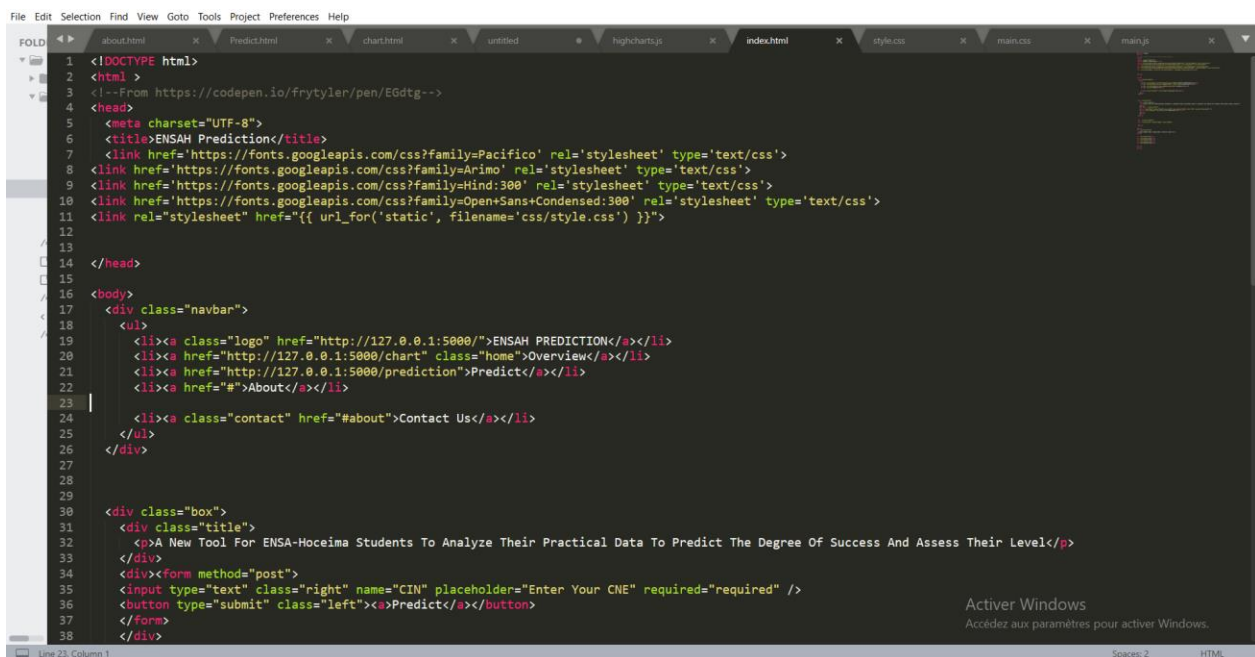 File Edit Selection Find View Goto Tools Project Preferences Help
FOLD about.html Predict.html chart.html untitled highcharts.js index.html style.css main.css main.js
1 <!DOCTYPE html>
2 <html >
3 <!--From https://codepen.io/frytyler/pen/EGdtg-->
4 <head>
5 <meta charset="UTF-8">
6 <title>ENSAH Prediction</title>
7 <link href='https://fonts.googleapis.com/css?family=Pacifico' rel='stylesheet' type='text/css'>
8 <link href='https://fonts.googleapis.com/css?family=Arimo' rel='stylesheet' type='text/css'>
9 <link href='https://fonts.googleapis.com/css?family=Hind:300' rel='stylesheet' type='text/css'>
10 <link href='https://fonts.googleapis.com/css?family=Open+Sans+Condensed:300' rel='stylesheet' type='text/css'>
11 <link rel="stylesheet" href="{{ url_for('static', filename='css/style.css') }}">
12
13
14 </head>
15
16 <body>
17 <div class="navbar">
18 <ul>
19 <li><a class="logo" href="http://127.0.0.1:5000/">ENSAH PREDICTION</a></li>
20 <li><a href="http://127.0.0.1:5000/chart" class="home">Overview</a></li>
21 <li><a href="http://127.0.0.1:5000/prediction">Predict</a></li>
22 <li><a href="#">About</a></li>
23
24 <li><a class="contact" href="#about">Contact Us</a></li>
25 </ul>
26 </div>
27
28
29
30 <div class="box">
31 <div class="title">
32 <p>A New Tool For ENSA-Hoceima Students To Analyze Their Practical Data To Predict The Degree Of Success And Assess Their Level</p>
33 </div>
34 <div><form method="post">
35 <input type="text" class="right" name="CIN" placeholder="Enter Your CNE" required="required" />
36 <button type="submit" class="left"><a>Predict</a></button>
37 </form>
38 </div>
Activer Windows
Accédez aux paramètres pour activer Windows.
Line 23, Column 1 Spaces: 2 HTML